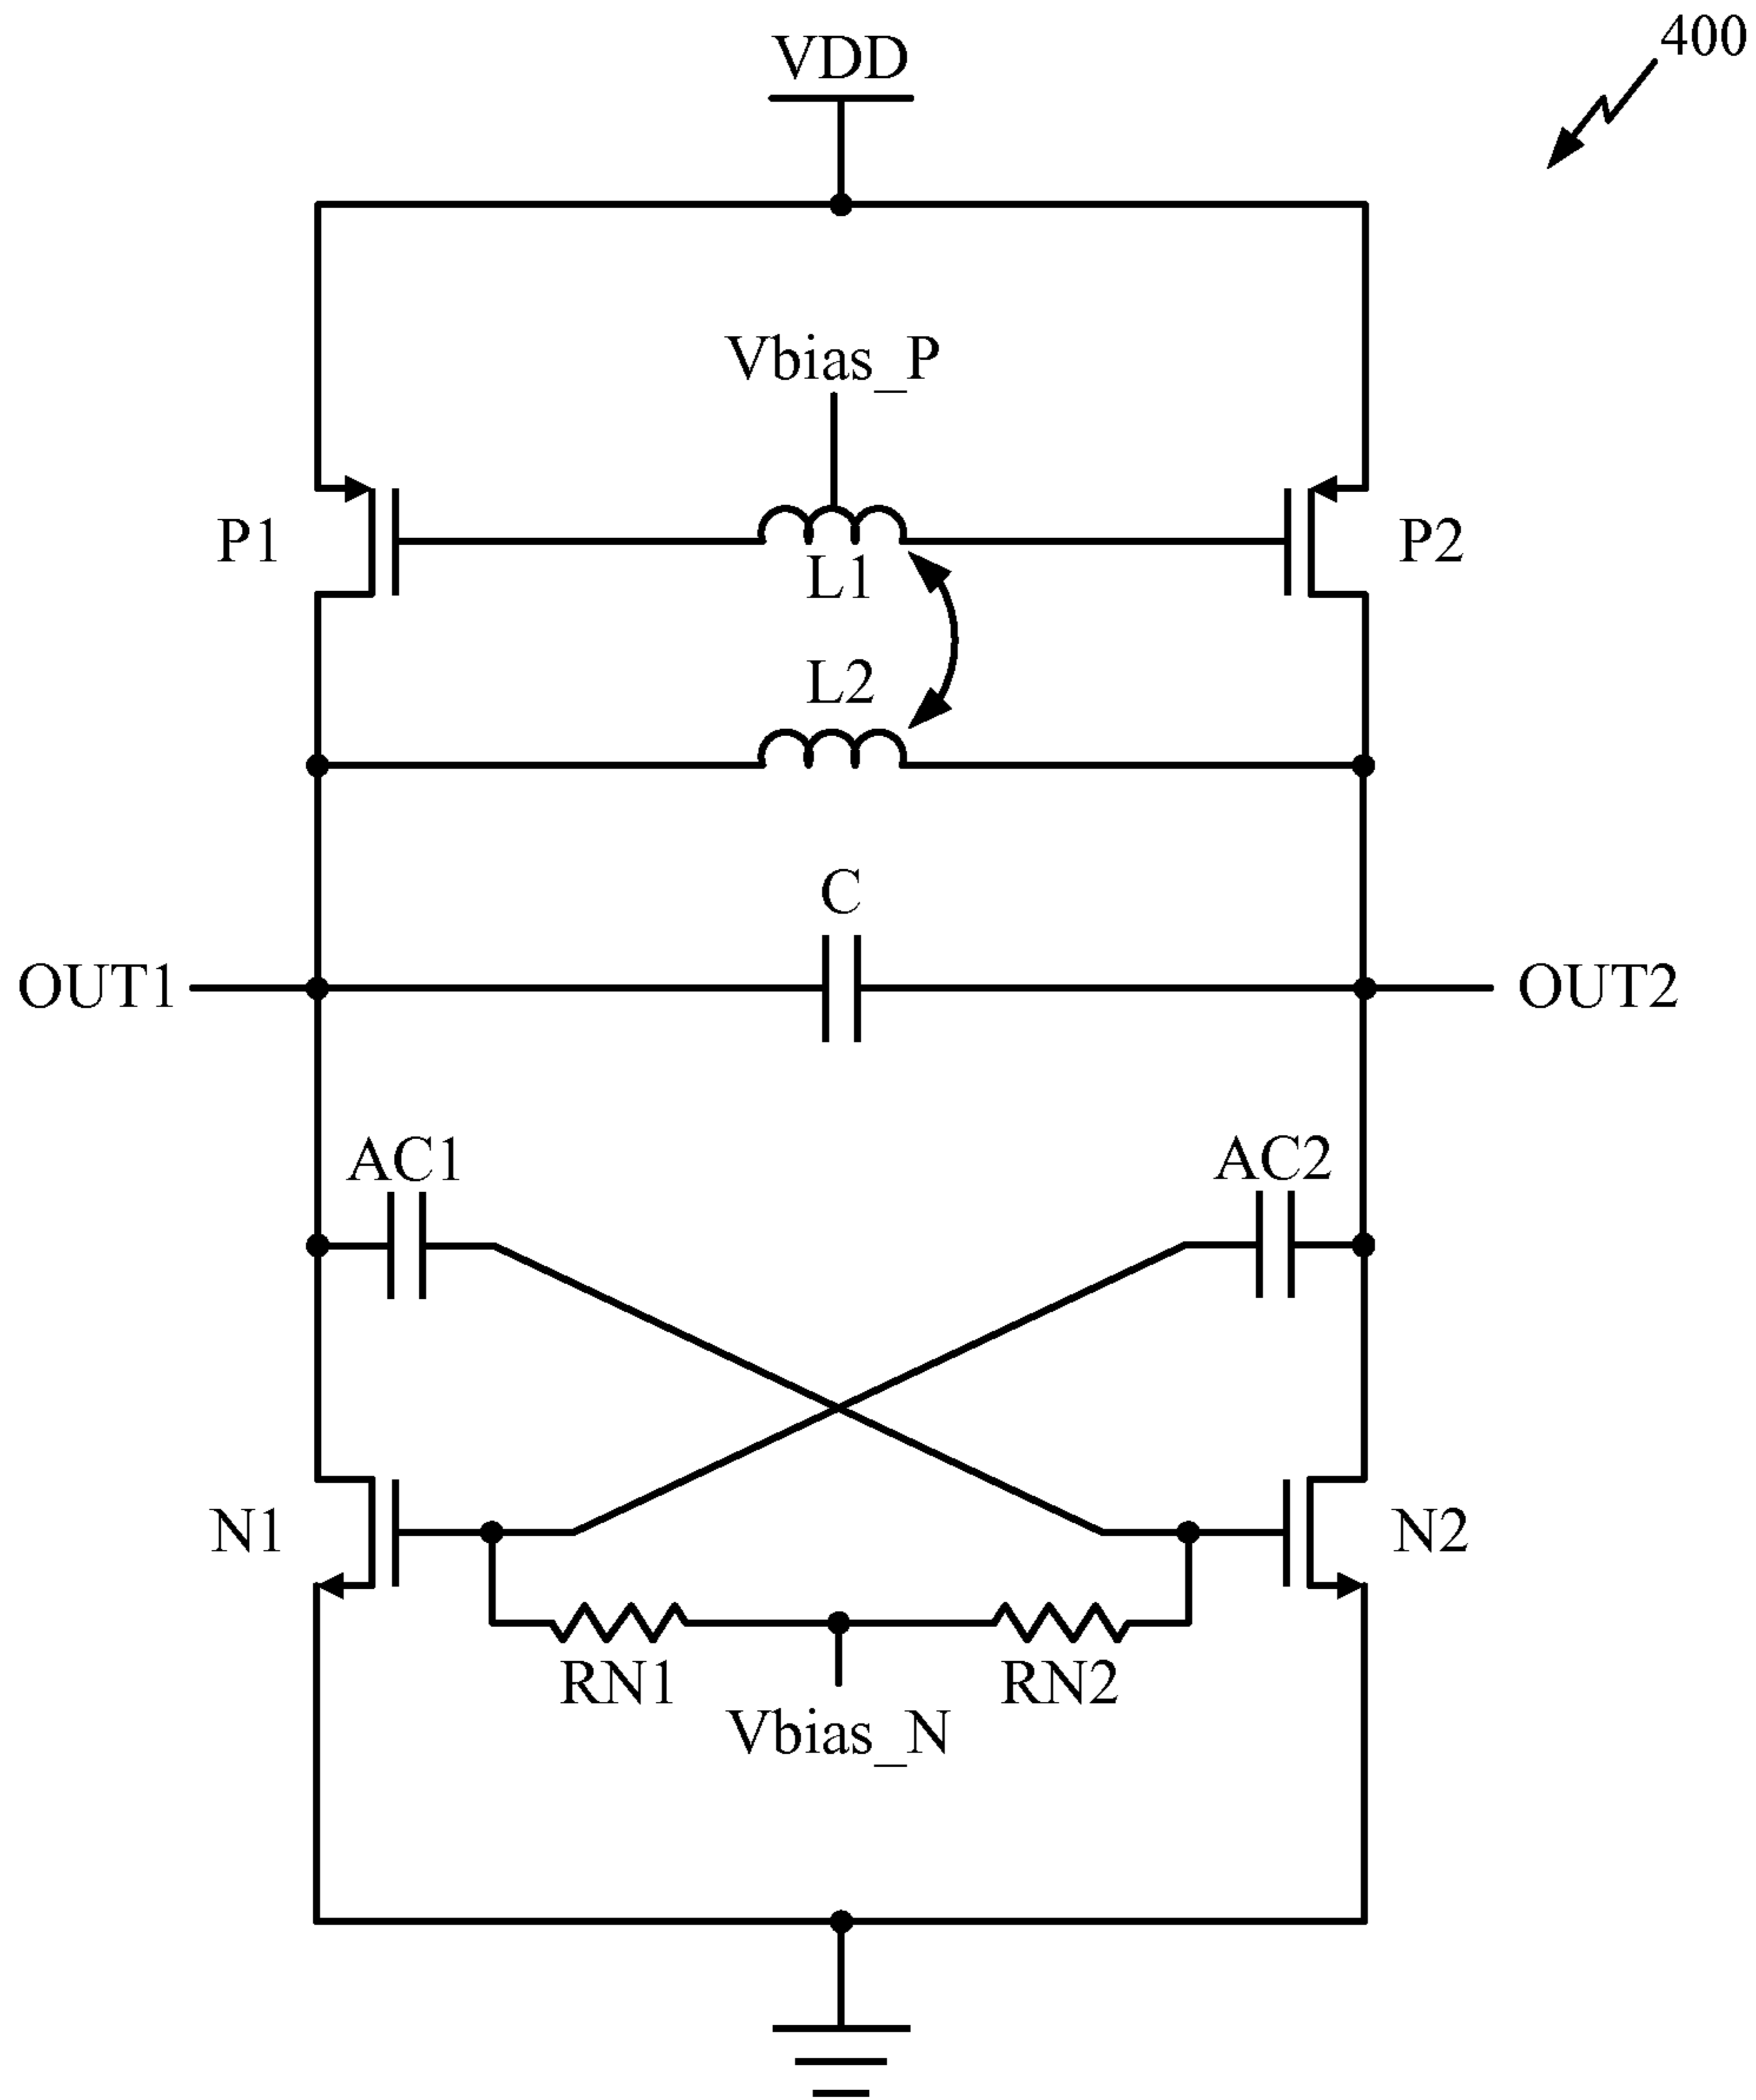 400
VDD
Vbias_P
P1
P2
L1
L2
C
OUT1
OUT2
AC1
AC2
N1
N2
RN1
RN2
Vbias_N